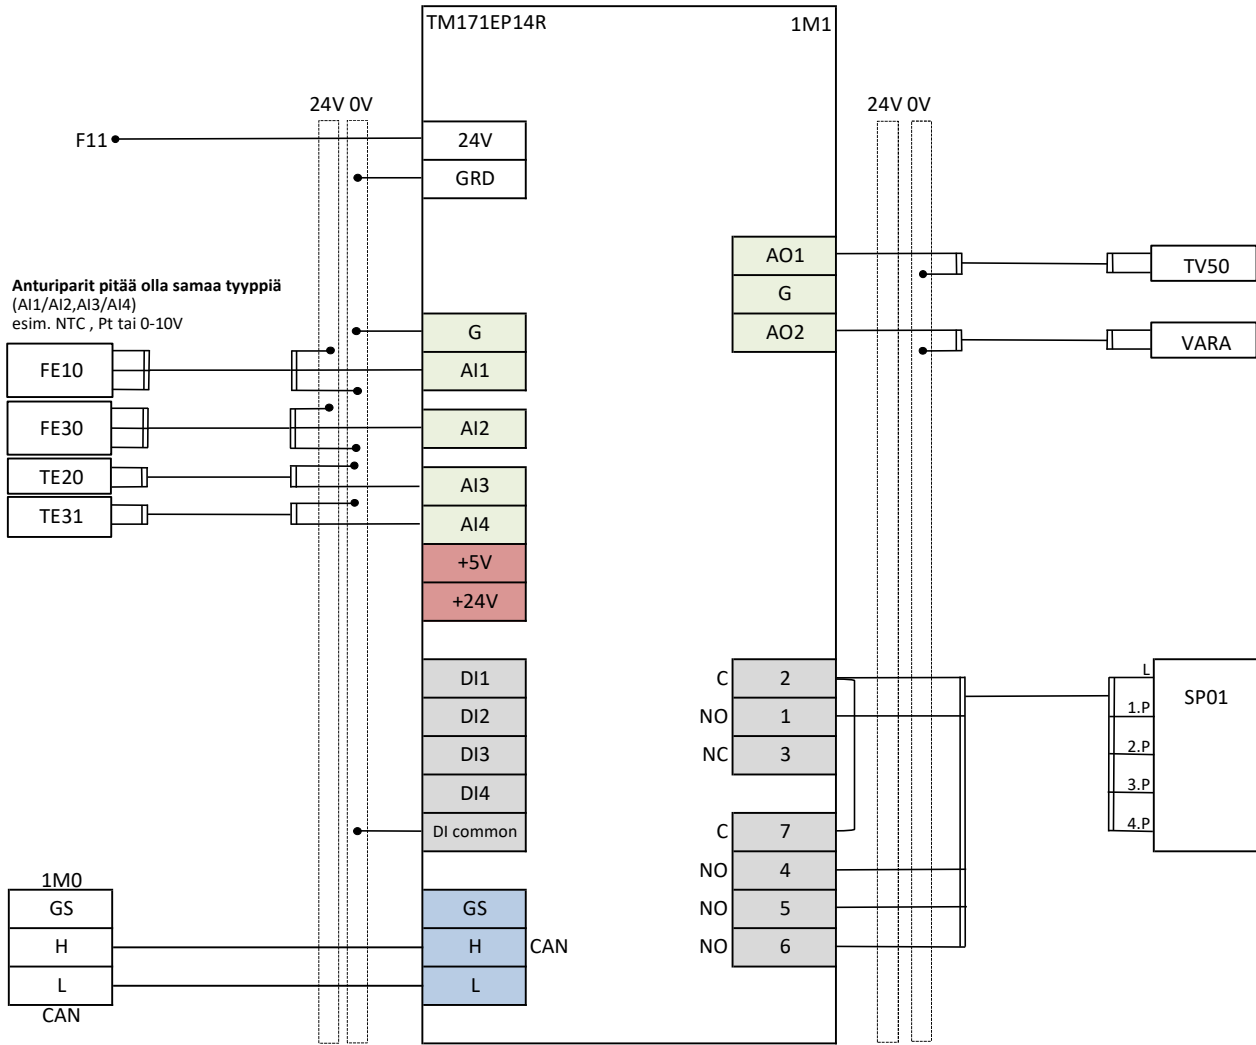 TM171EP14R
1M1
24V 0V
24V 0V
F11
24V
GRD
AO1
G
AO2
TV50
VARA
Anturiparit pitää olla samaa tyyppiä
(AI1/AI2,AI3/AI4)
esim. NTC , Pt tai 0-10V
FE10
FE30
TE20
TE31
G
AI1
AI2
AI3
AI4
+5V
+24V
DI1
DI2
DI3
DI4
DI common
C 2
NO 1
NC 3
C 7
NO 4
NO 5
NO 6
L
1.P
2.P
3.P
4.P
SP01
1M0
GS
H
L
CAN
GS
H CAN
L